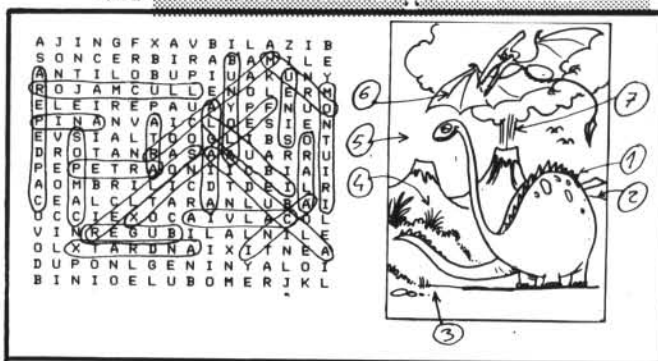 A J I N G F X A V B I L A Z I B
S O N C E R B I R A B A M I L E
A N T I L O B U P I U A K U N Y
R O J A M C U L L E N D L E N M
E L E I R E P A U A Y P F N U O
P I N A N V A I C O E S I E N
E V S I A L T O O G O I B S O T
D R O T A N B A S A A U A R R U
P E P E T R A O N
A O M B R I L I C D T D E I L R
C E A L C L T A R A N L U B A I
O C C I E X O C A I V L A C O L
V I N R E G U B I L A L N I L E
O L X T A R D N A I X I T N E A
D U P O N L G E N I N Y A L O I
B I N I O E L U B O M E R J K L
6
7
5
1
4
2
3